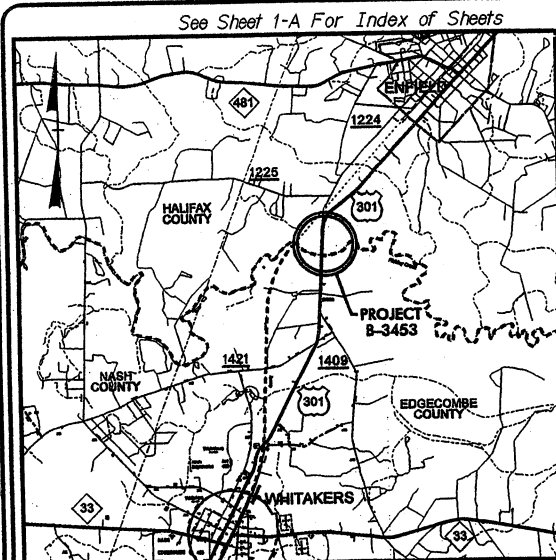 See Sheet 1-A For Index of Sheets
ENFIELD
481
1224
1225
301
HALIFAX
COUNTY
PROJECT
B-3453
1421
1409
NASH
COUNTY
301
EDGECOMBE
COUNTY
WHITAKERS
33
33